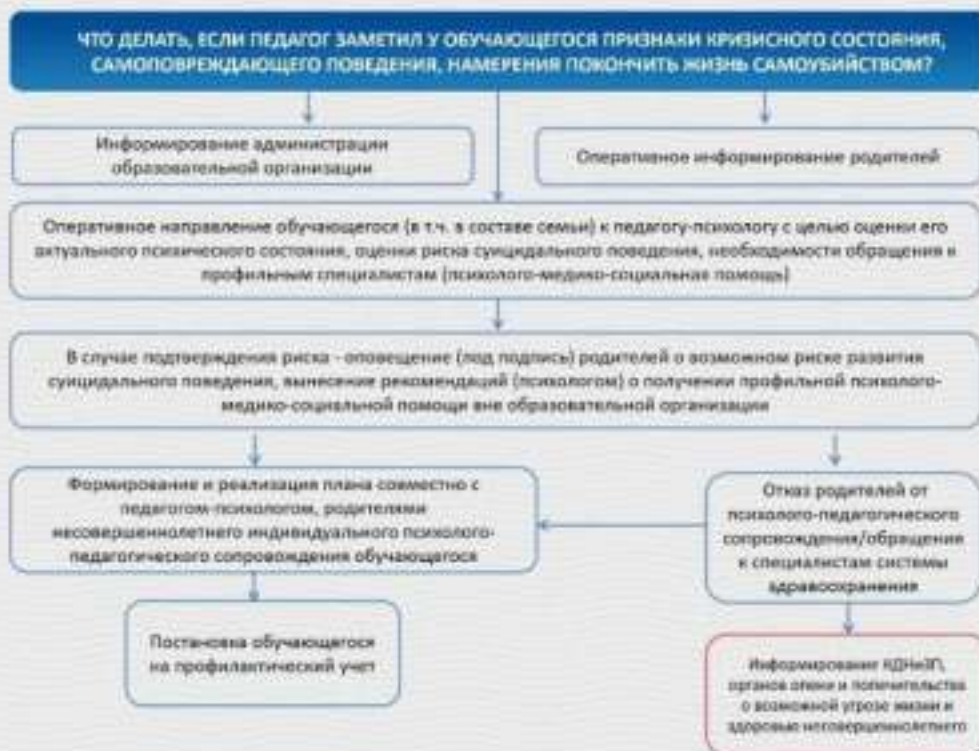 ЧТО ДЕЛАТЬ, ЕСЛИ ПЕДАГОГ ЗАМЕТИЛ У ОБУЧАЮЩЕГОСЯ ПРИЗНАКИ КРИЗИСНОГО СОСТОЯНИЯ,
САМОПОВРЕЖДАЮЩЕГО ПОВЕДЕНИЯ, НАМЕРЕНИЯ ПОКОНЧИТЬ ЖИЗНЬ САМОУБИЙСТВОМ?
Информирование администрации
образовательной организации
Оперативное информирование родителей
Оперативное направление обучающегося (в т.ч. в составе семьи) к педагогу-психологу с целью оценки его
актуального психического состояния, оценки риска суицидального поведения, необходимости обращения к
профильным специалистам (психолого-медико-социальная помощь)
В случае подтверждения риска - оповещение (под подпись) родителей о возможном риске развития
суицидального поведения, вынесение рекомендаций (психологом) о получении профильной психолого-
медико-социальной помощи вне образовательной организации
Формирование и реализация плана совместно с
педагогом-психологом, родителями
несовершеннолетнего индивидуального психолого-
педагогического сопровождения обучающегося
Отказ родителей от
психолого-педагогического
сопровождения/обращения
к специалистам системы
здравоохранения
Постановка обучающегося
на профилактический учет
Информирование КДНиЗП,
органов опеки и попечительства
о возможной угрозе жизни и
здоровью несовершеннолетнего